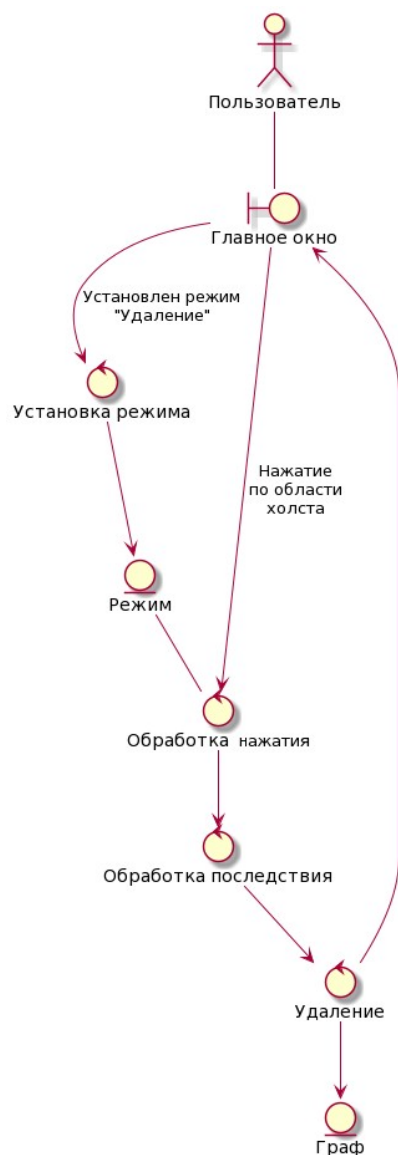 Пользователь
Главное окно
Установлен режим
"Удаление"
Установка режима
Нажатие
по области
холста
Режим
Обработка нажатия
Обработка последствия
Удаление
Граф